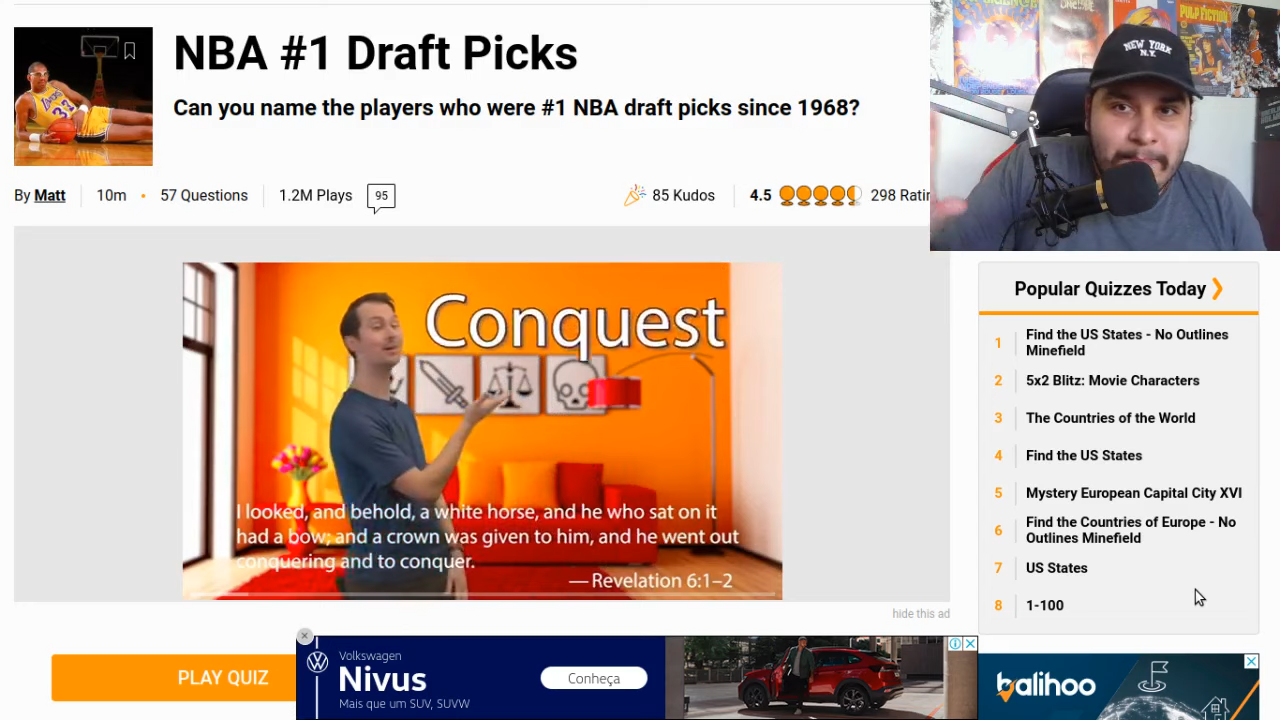 NBA #1 Draft Picks
Can you name the players who were #1 NBA draft picks since 1968?
By Matt
10m
57 Questions
1.2M Plays
95
85 Kudos
4.5
298
NEW YORK
N.Y.
PULP FICTION
Conquest
I looked, and behold, a white horse, and he who sat on it
had a bow; and a crown was given to him, and he went out
conquering and to conquer.
— Revelation 6:1–2
hide this ad
PLAY QUIZ
Popular Quizzes Today
1 Find the US States - No Outlines
Minefield
2 5x2 Blitz: Movie Characters
3 The Countries of the World
4 Find the US States
5 Mystery European Capital City XVI
6 Find the Countries of Europe - No
Outlines Minefield
7 US States
8 1-100
Volkswagen
Nivus
Mais que um SUV, SUVW
Conheça
balihoo